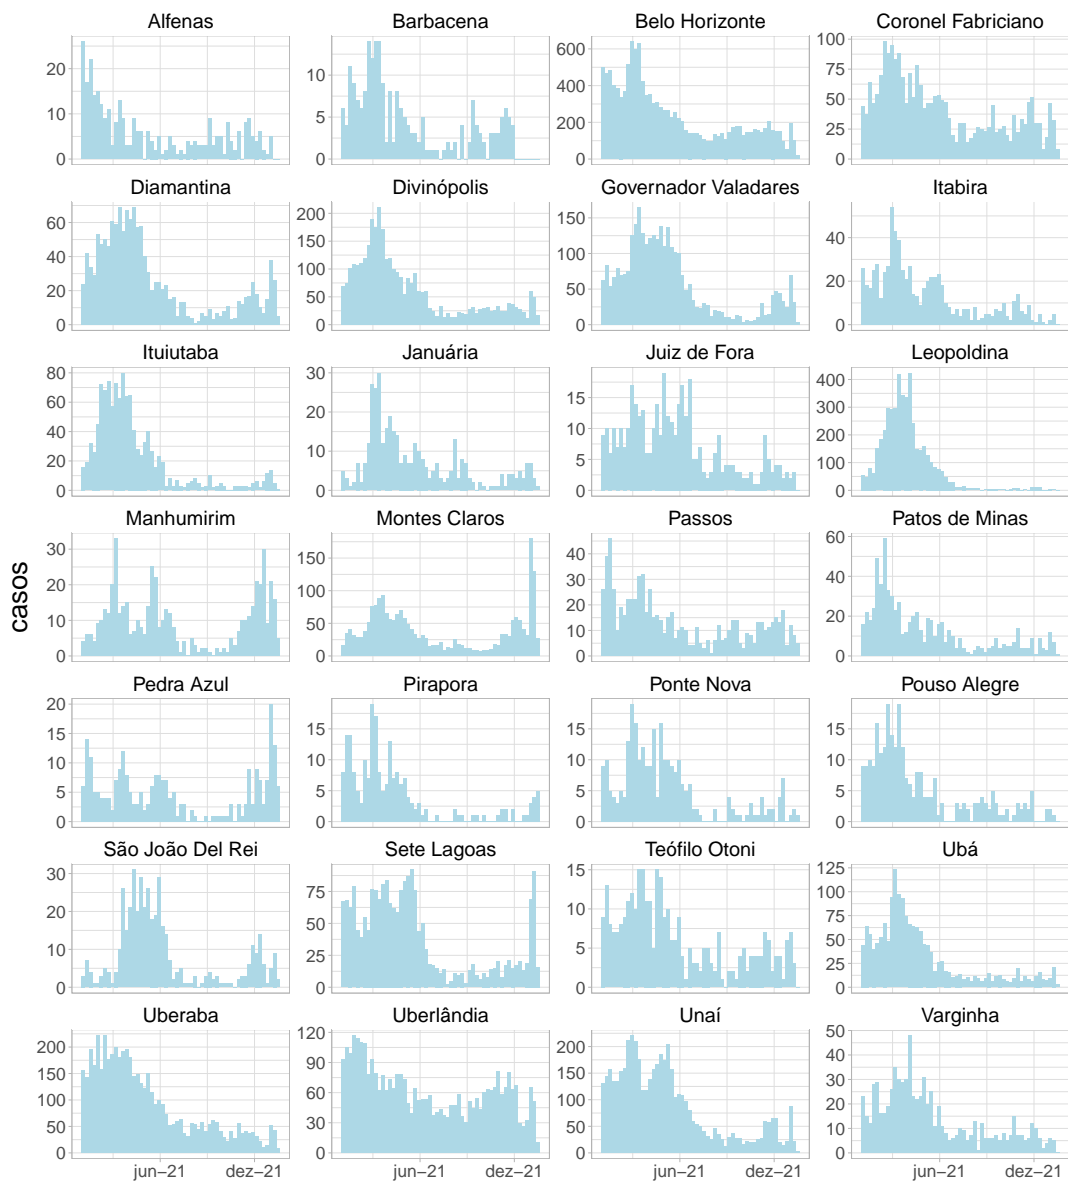 Alfenas Barbacena Belo Horizonte Coronel Fabriciano
20 10 0
10 5 0
600 400 200 0
100 75 50 25 0
Diamantina Divinópolis Governador Valadares Itabira
60 40 20 0
200 150 100 50 0
150 100 50 0
40 20 0
Ituiutaba Januária Juiz de Fora Leopoldina
80 60 40 20 0
30 20 10 0
15 10 5 0
400 300 200 100 0
Manhumirim Montes Claros Passos Patos de Minas
30 20 10 0
150 100 50 0
40 30 20 10 0
60 40 20 0
casos
Pedra Azul Pirapora Ponte Nova Pouso Alegre
20 15 10 5 0
15 10 5 0
15 10 5 0
15 10 5 0
São João Del Rei Sete Lagoas Teófilo Otoni Ubá
30 20 10 0
75 50 25 0
15 10 5 0
125 100 75 50 25 0
Uberaba Uberlândia Unaí Varginha
200 150 100 50 0
120 90 60 30 0
200 150 100 50 0
50 40 30 20 10 0
jun−21 dez−21 jun−21 dez−21 jun−21 dez−21 jun−21 dez−21